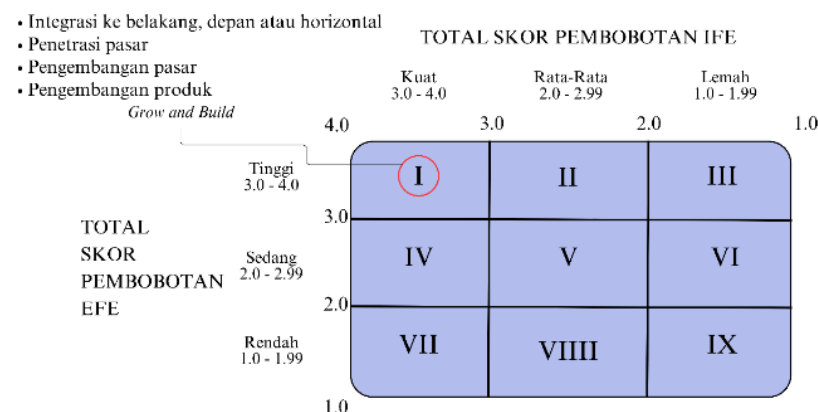 • Integrasi ke belakang, depan atau horizontal
• Penetrasi pasar
• Pengembangan pasar
• Pengembangan produk
Grow and Build
TOTAL SKOR PEMBOBOTAN IFE
Kuat
3.0 - 4.0
Rata-Rata
2.0 - 2.99
Lemah
1.0 - 1.99
4.0
3.0
2.0
1.0
Tinggi
3.0 - 4.0
I
II
III
3.0
TOTAL
SKOR
PEMBOBOTAN
EFE
Sedang
2.0 - 2.99
IV
V
VI
2.0
Rendah
1.0 - 1.99
VII
VIIII
IX
1.0